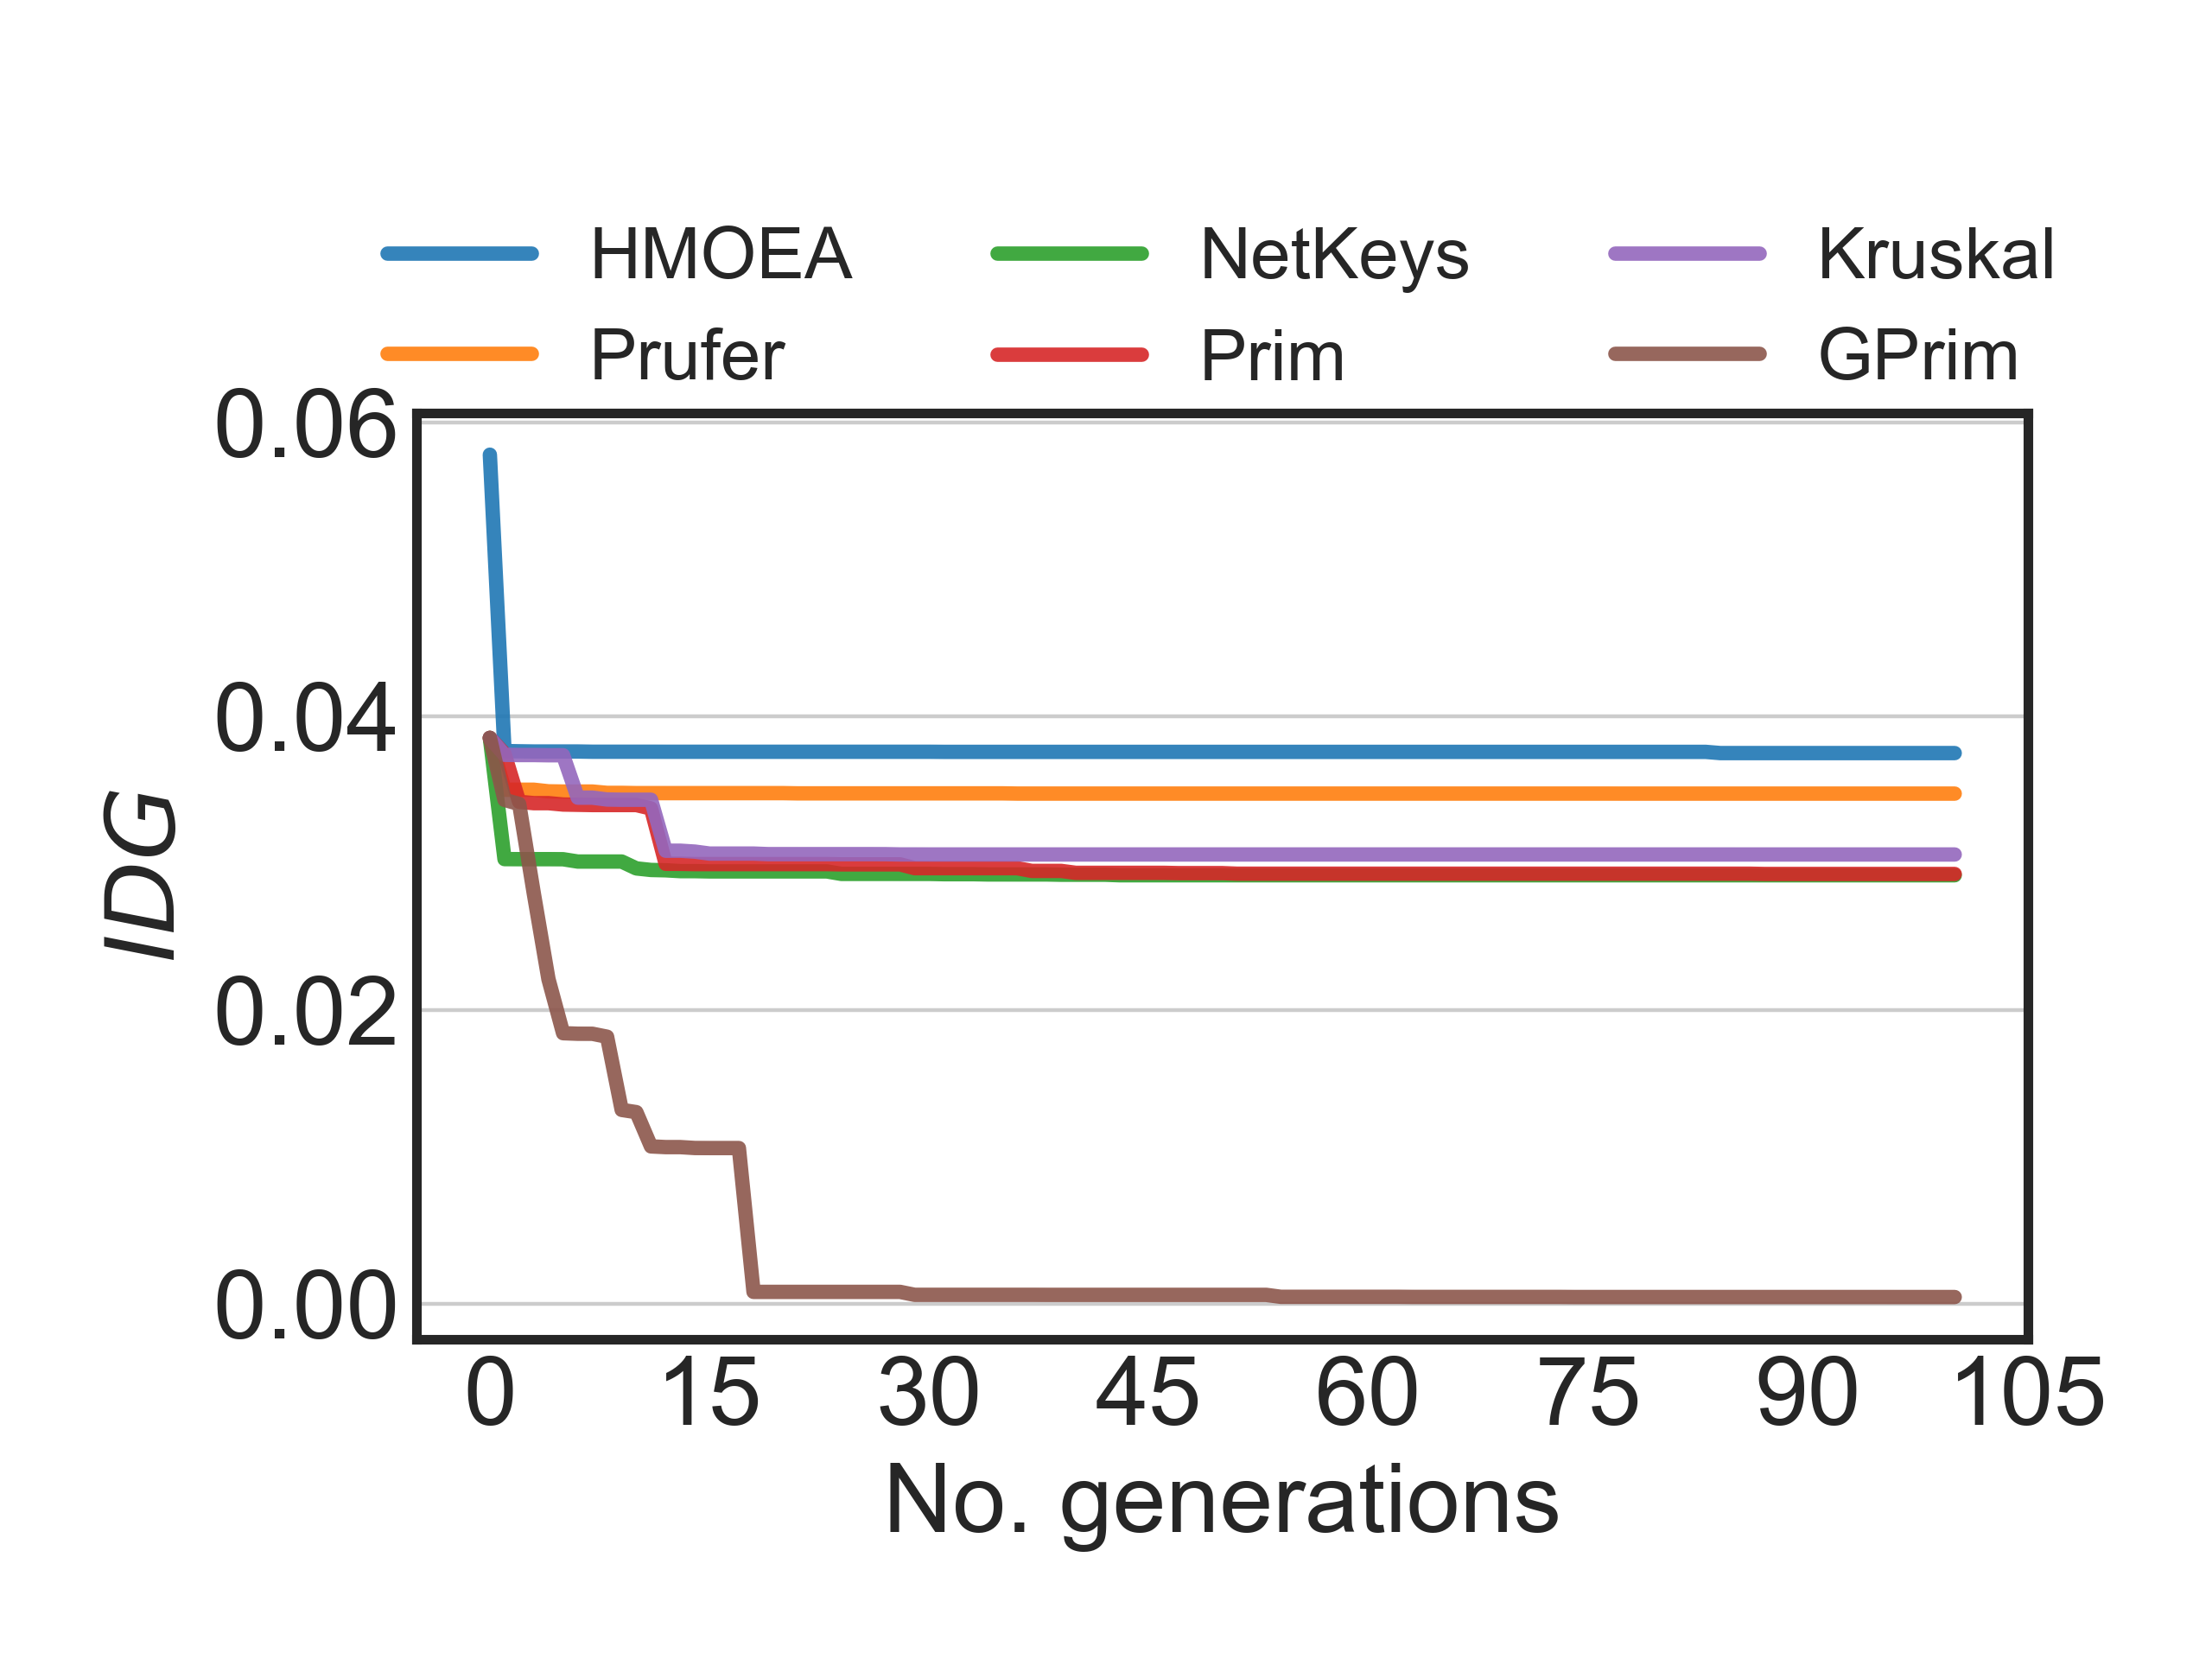 HMOEA NetKeys Kruskal
Prufer Prim GPrim
0.06
0.04
0.02
0.00
IDG
0 15 30 45 60 75 90 105
No. generations